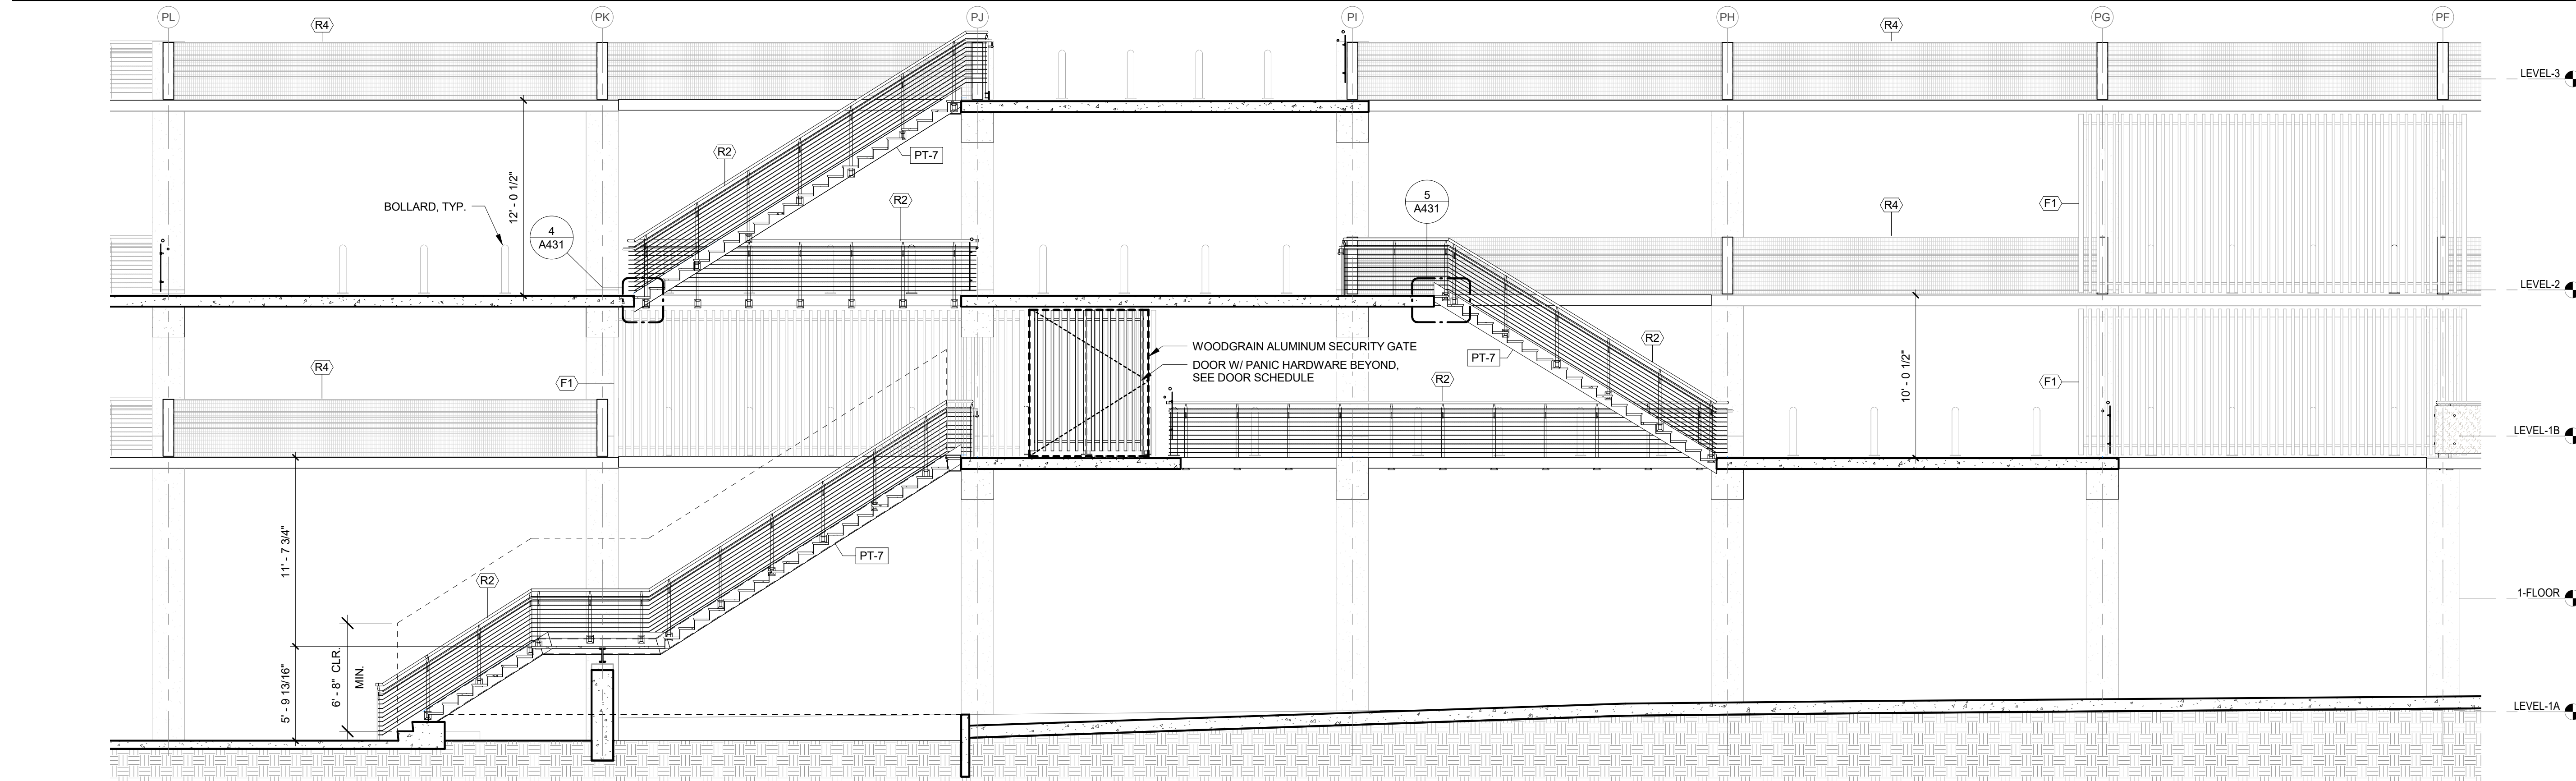 PL
PK
PJ
PI
PH
PG
PF
R4
R4
LEVEL-3
12' - 0 1/2"
R2
PT-7
BOLLARD, TYP.
4
A431
R2
5
A431
R4
F1
LEVEL-2
WOODGRAIN ALUMINUM SECURITY GATE
DOOR W/ PANIC HARDWARE BEYOND,
SEE DOOR SCHEDULE
R2
PT-7
R4
F1
R2
10' - 0 1/2"
F1
LEVEL-1B
11' - 7 3/4"
PT-7
R2
1-FLOOR
5' - 9 13/16"
6' - 8" CLR.
MIN.
LEVEL-1A